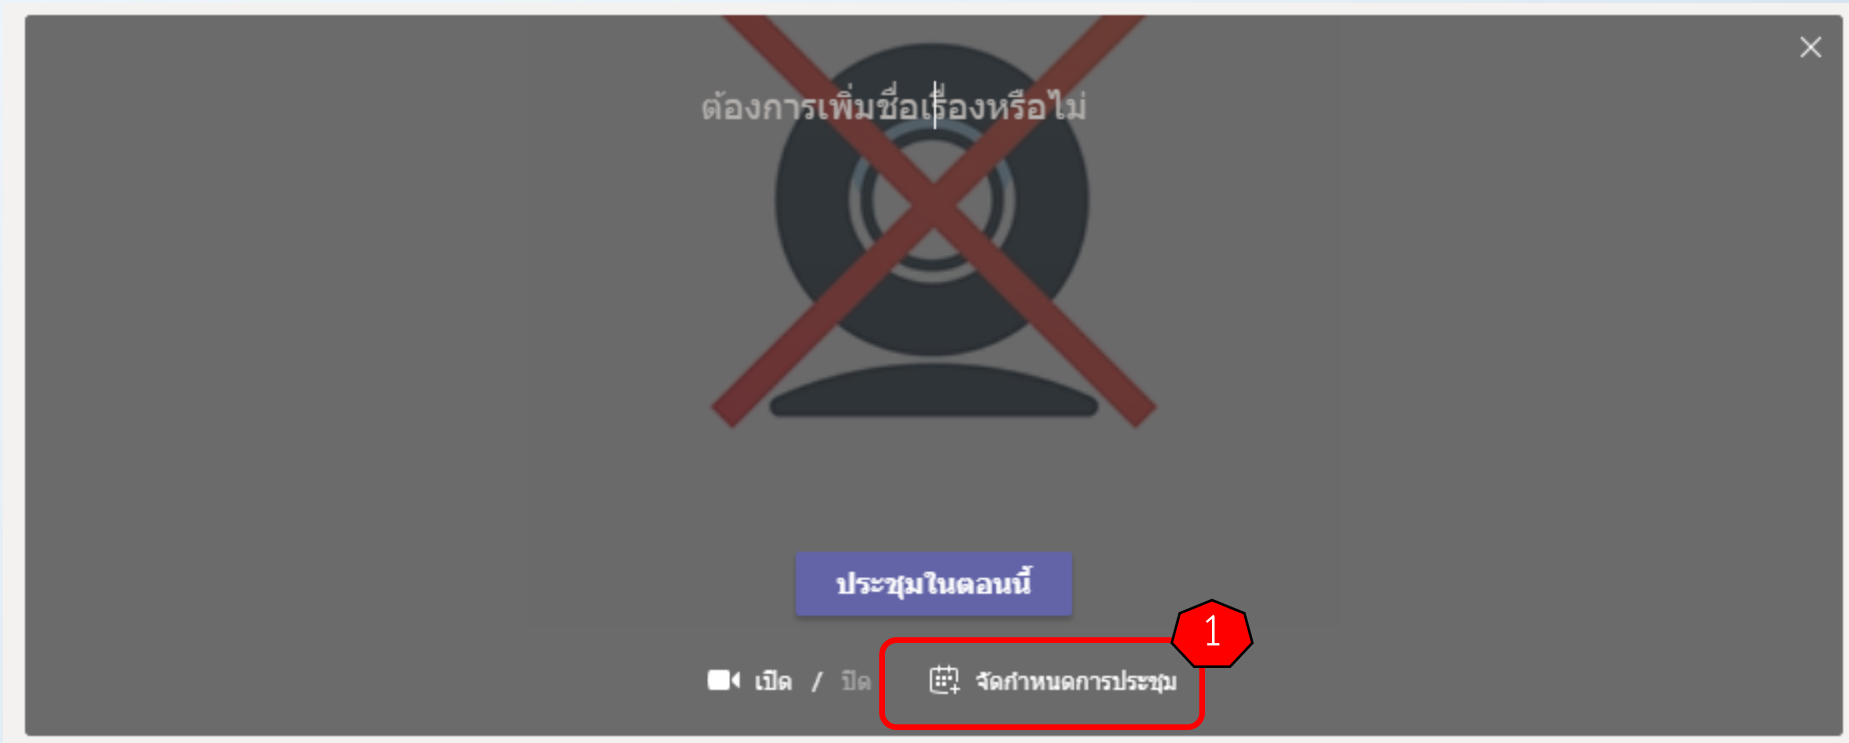 ต้องการเพิ่มชื่อเรื่องหรือไม่
ประชุมในตอนนี้
1
เปิด / ปิด จัดกำหนดการประชุม